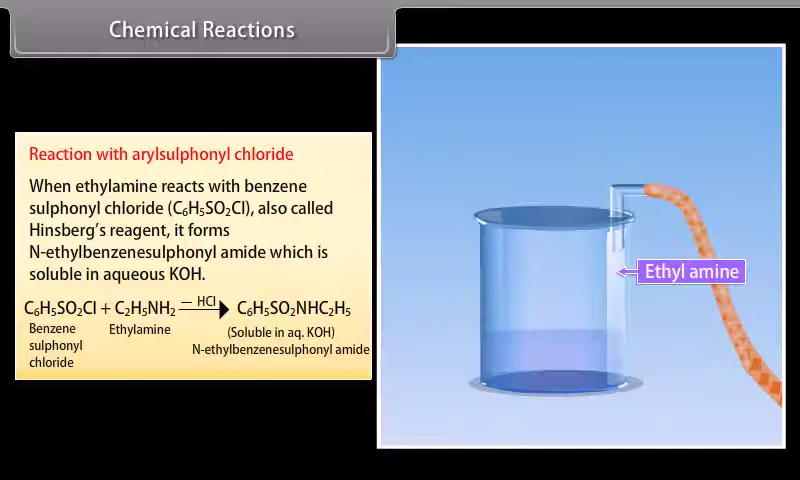 Chemical Reactions
Reaction with arylsulphonyl chloride
When ethylamine reacts with benzene
sulphonyl chloride (C₆H₅SO₂Cl), also called
Hinsberg's reagent, it forms
N-ethylbenzenesulphonyl amide which is
soluble in aqueous KOH.
C₆H₅SO₂Cl + C₂H₅NH₂ — HCl → C₆H₅SO₂NHC₂H₅
Benzene sulphonyl chloride
Ethylamine
(Soluble in aq. KOH)
N-ethylbenzenesulphonyl amide
Ethyl amine